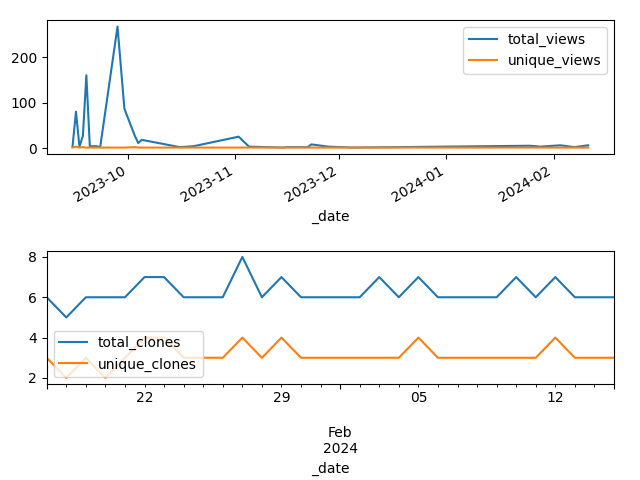 200
100
0
total_views
unique_views
2023-10
2023-11
2023-12
2024-01
2024-02
_date
8
6
4
2
total_clones
unique_clones
22
29
05
12
Feb
2024
_date